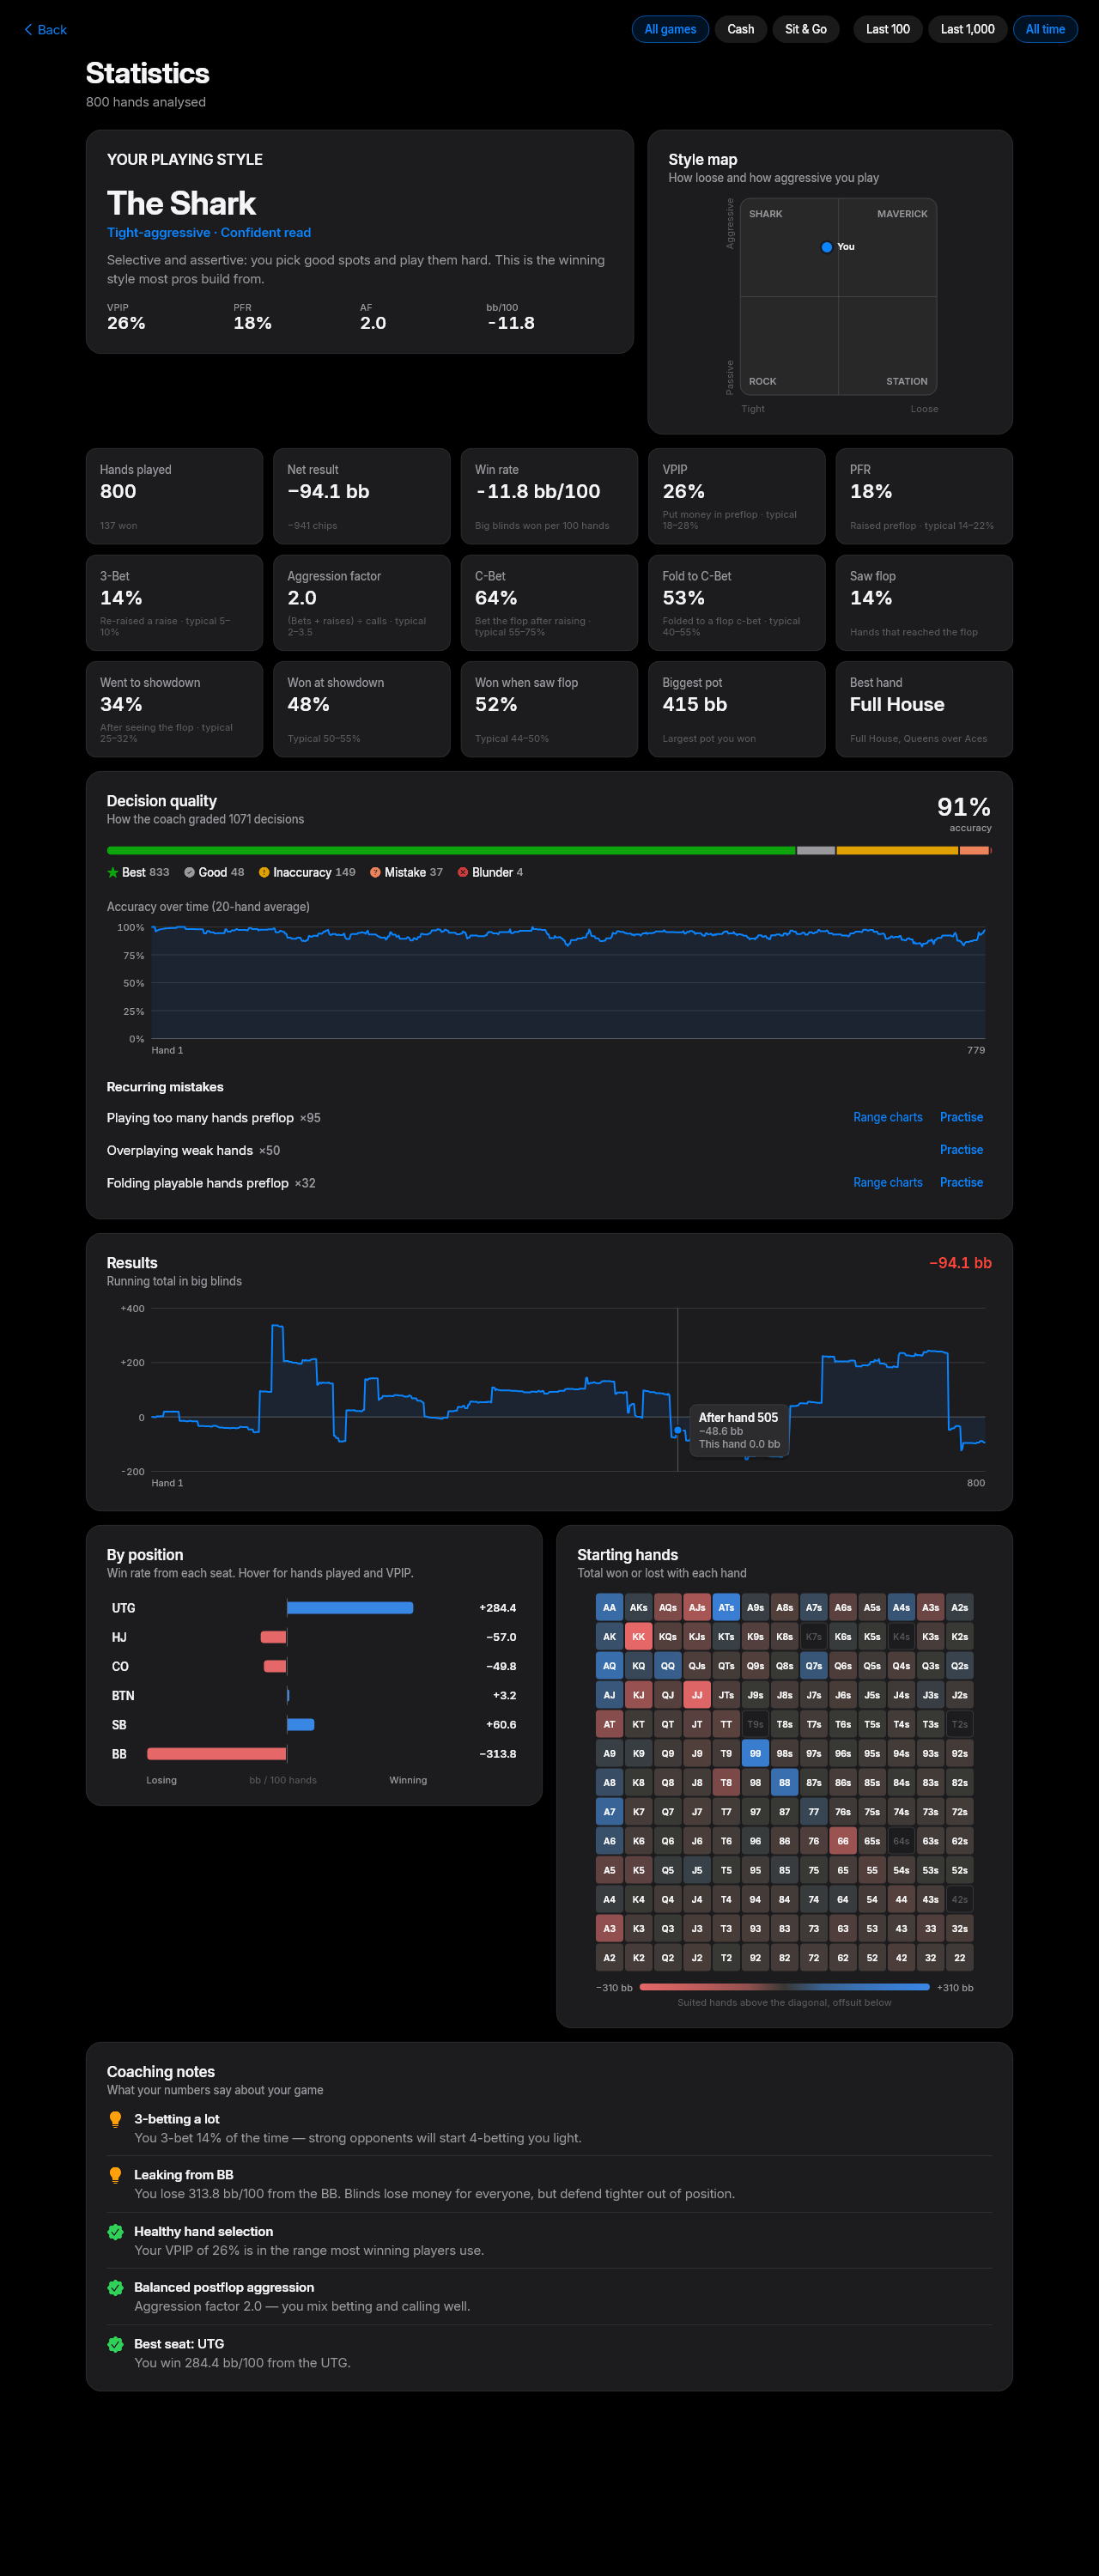 Back
All games
Cash
Sit & Go
Last 100
Last 1,000
All time
Statistics
800 hands analysed
YOUR PLAYING STYLE
The Shark
Tight-aggressive · Confident read
Selective and assertive: you pick good spots and play them hard. This is the winning
style most pros build from.
VPIP
26%
PFR
18%
AF
2.0
bb/100
-11.8
Style map
How loose and how aggressive you play
Aggressive
Passive
SHARK
MAVERICK
You
ROCK
STATION
Tight
Loose
Hands played
800
137 won
Net result
−94.1 bb
−941 chips
Win rate
-11.8 bb/100
Big blinds won per 100 hands
VPIP
26%
Put money in preflop · typical
18–28%
PFR
18%
Raised preflop · typical 14–22%
3-Bet
14%
Re-raised a raise · typical 5–
10%
Aggression factor
2.0
(Bets + raises) ÷ calls · typical
2–3.5
C-Bet
64%
Bet the flop after raising ·
typical 55–75%
Fold to C-Bet
53%
Folded to a flop c-bet · typical
40–55%
Saw flop
14%
Hands that reached the flop
Went to showdown
34%
After seeing the flop · typical
25–32%
Won at showdown
48%
Typical 50–55%
Won when saw flop
52%
Typical 44–50%
Biggest pot
415 bb
Largest pot you won
Best hand
Full House
Full House, Queens over Aces
Decision quality
How the coach graded 1071 decisions
91%
accuracy
Best 833
Good 48
Inaccuracy 149
Mistake 37
Blunder 4
Accuracy over time (20-hand average)
100%
75%
50%
25%
0%
Hand 1
779
Recurring mistakes
Playing too many hands preflop ×95
Range charts
Practise
Overplaying weak hands ×50
Practise
Folding playable hands preflop ×32
Range charts
Practise
Results
Running total in big blinds
−94.1 bb
+400
+200
0
-200
After hand 505
−48.6 bb
This hand 0.0 bb
Hand 1
800
By position
Win rate from each seat. Hover for hands played and VPIP.
UTG +284.4
HJ −57.0
CO −49.8
BTN +3.2
SB +60.6
BB −313.8
Losing
bb / 100 hands
Winning
Starting hands
Total won or lost with each hand
AA AKs AQs AJs ATs A9s A8s A7s A6s A5s A4s A3s A2s
AK KK KQs KJs KTs K9s K8s K7s K6s K5s K4s K3s K2s
AQ KQ QQ QJs QTs Q9s Q8s Q7s Q6s Q5s Q4s Q3s Q2s
AJ KJ QJ JJ JTs J9s J8s J7s J6s J5s J4s J3s J2s
AT KT QT JT TT T9s T8s T7s T6s T5s T4s T3s T2s
A9 K9 Q9 J9 T9 99 98s 97s 96s 95s 94s 93s 92s
A8 K8 Q8 J8 T8 98 88 87s 86s 85s 84s 83s 82s
A7 K7 Q7 J7 T7 97 87 77 76s 75s 74s 73s 72s
A6 K6 Q6 J6 T6 96 86 76 66 65s 64s 63s 62s
A5 K5 Q5 J5 T5 95 85 75 65 55 54s 53s 52s
A4 K4 Q4 J4 T4 94 84 74 64 54 44 43s 42s
A3 K3 Q3 J3 T3 93 83 73 63 53 43 33 32s
A2 K2 Q2 J2 T2 92 82 72 62 52 42 32 22
−310 bb
+310 bb
Suited hands above the diagonal, offsuit below
Coaching notes
What your numbers say about your game
3-betting a lot
You 3-bet 14% of the time — strong opponents will start 4-betting you light.
Leaking from BB
You lose 313.8 bb/100 from the BB. Blinds lose money for everyone, but defend tighter out of position.
Healthy hand selection
Your VPIP of 26% is in the range most winning players use.
Balanced postflop aggression
Aggression factor 2.0 — you mix betting and calling well.
Best seat: UTG
You win 284.4 bb/100 from the UTG.